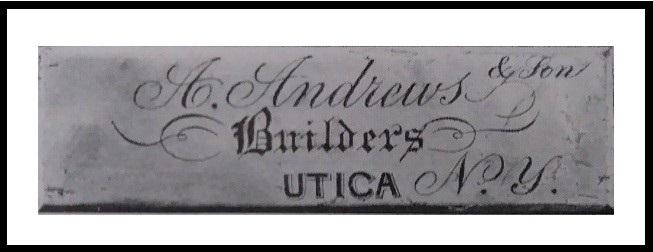 A. Andrews & Son
Builders
UTICA N.Y.